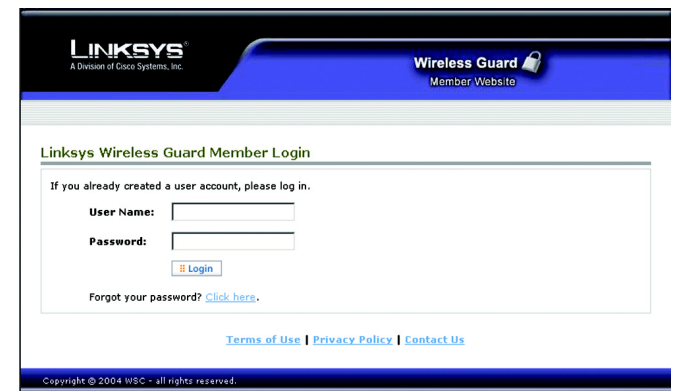 LINKSYS®
A Division of Cisco Systems, Inc.
Wireless Guard
Member Website
Linksys Wireless Guard Member Login
If you already created a user account, please log in.
User Name:
Password:
Login
Forgot your password? Click here.
Terms of Use | Privacy Policy | Contact Us
Copyright © 2004 WSC - all rights reserved.